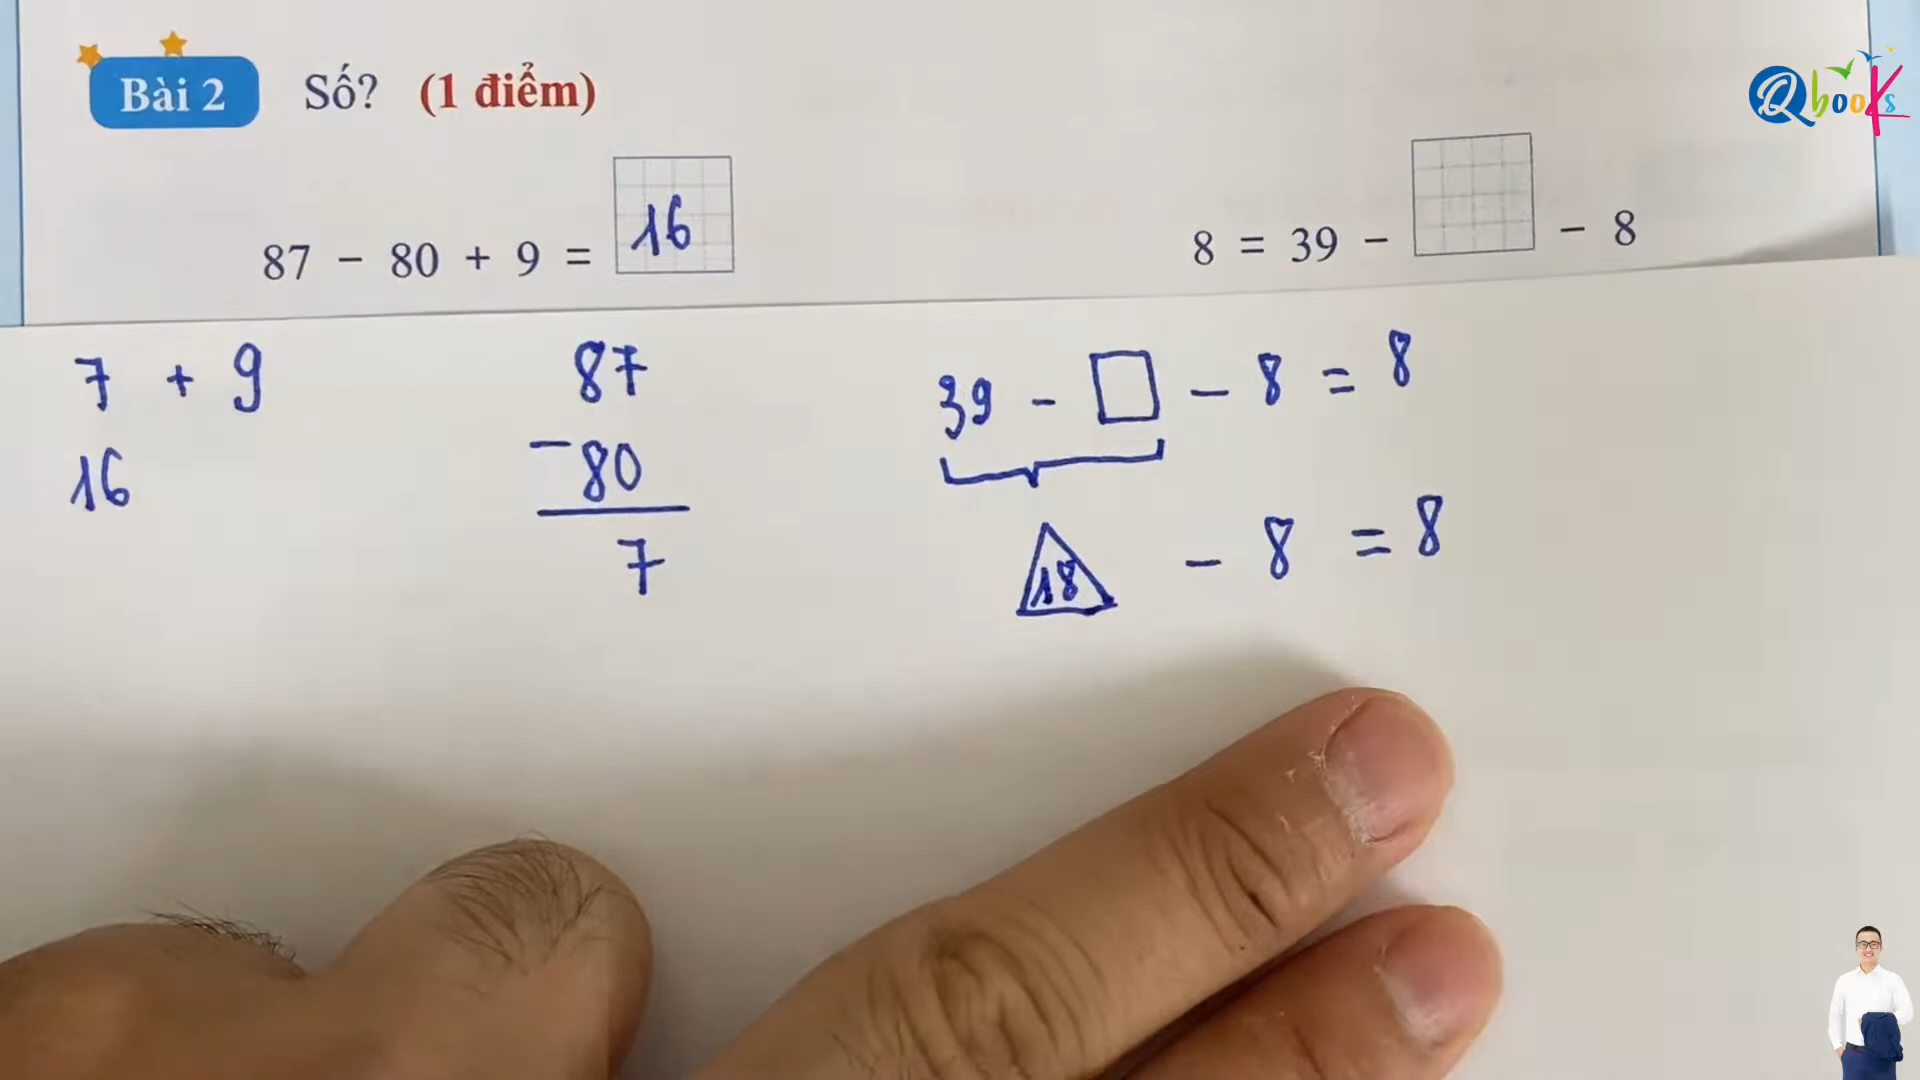 Bài 2 Số? (1 điểm)
Qbooks
87 - 80 + 9 = 16
8 = 39 - □ - 8
7 + 9
16
87
- 80
7
39 - □ - 8 = 8
18 - 8 = 8